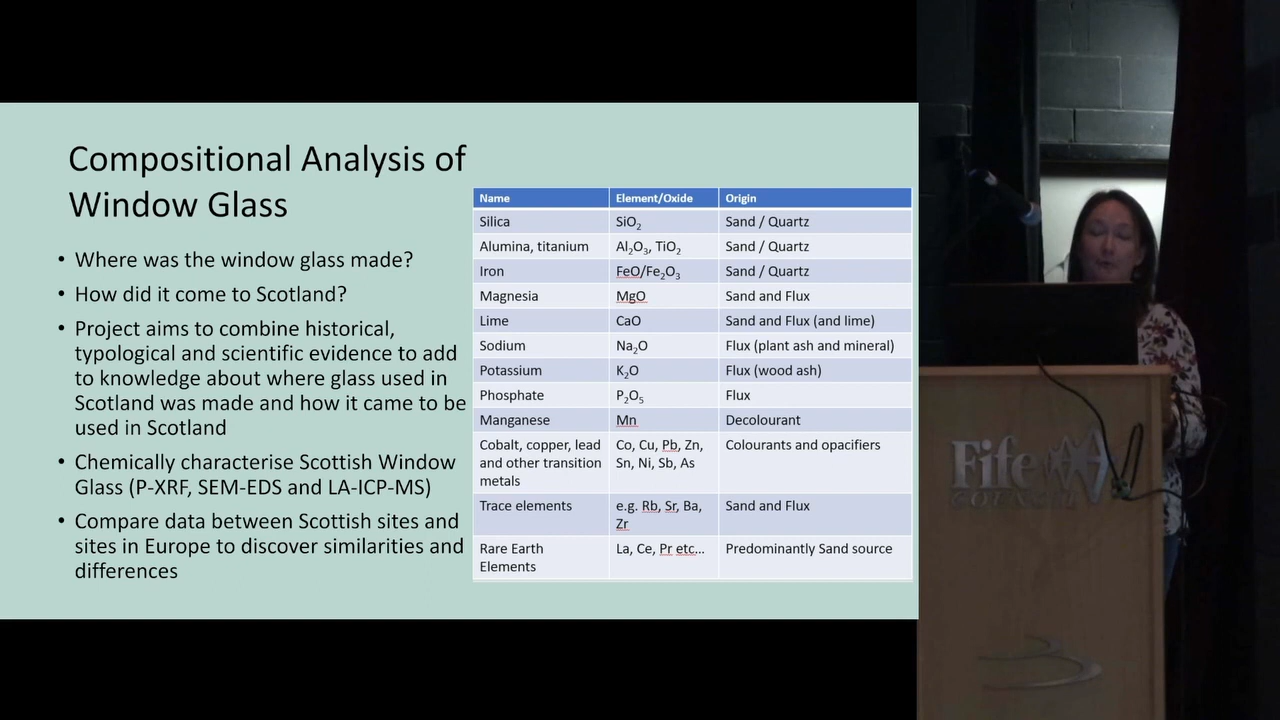 Compositional Analysis of
Window Glass
• Where was the window glass made?
• How did it come to Scotland?
• Project aims to combine historical,
typological and scientific evidence to add
to knowledge about where glass used in
Scotland was made and how it came to be
used in Scotland
• Chemically characterise Scottish Window
Glass (P-XRF, SEM-EDS and LA-ICP-MS)
• Compare data between Scottish sites and
sites in Europe to discover similarities and
differences
Name Element/Oxide Origin
Silica SiO₂ Sand / Quartz
Alumina, titanium Al₂O₃, TiO₂ Sand / Quartz
Iron FeO/Fe₂O₃ Sand / Quartz
Magnesia MgO Sand and Flux
Lime CaO Sand and Flux (and lime)
Sodium Na₂O Flux (plant ash and mineral)
Potassium K₂O Flux (wood ash)
Phosphate P₂O₅ Flux
Manganese Mn Decolourant
Cobalt, copper, lead Co, Cu, Pb, Zn, Colourants and opacifiers
and other transition Sn, Ni, Sb, As
metals
Trace elements e.g. Rb, Sr, Ba, Sand and Flux
Zr
Rare Earth La, Ce, Pr etc... Predominantly Sand source
Elements
Fife
COUNCIL